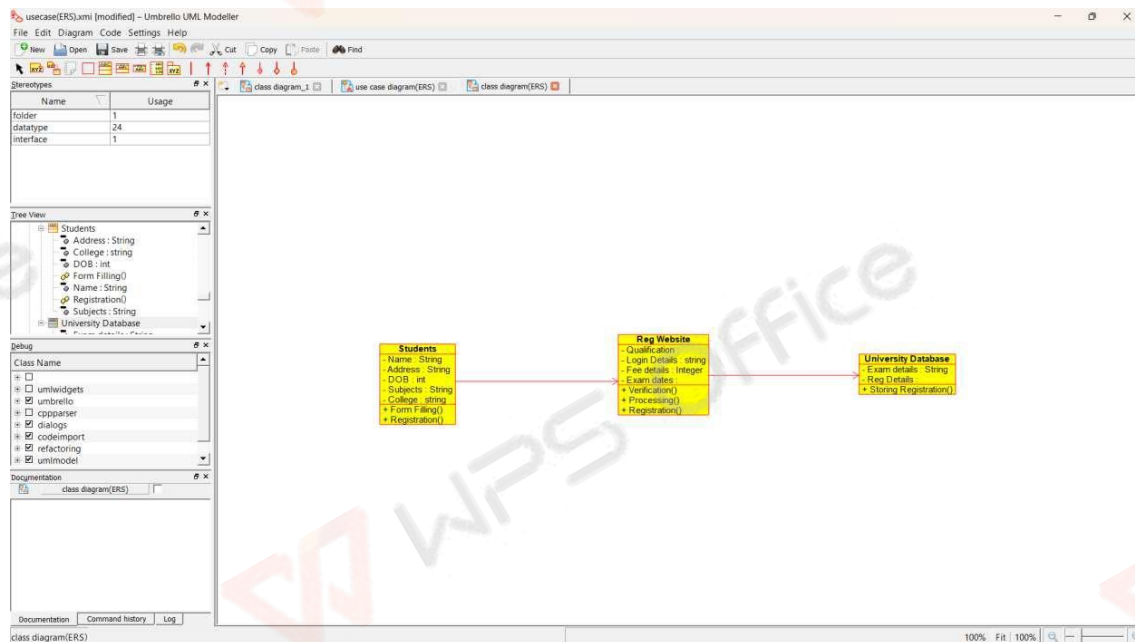 usecase(ERS).xmi [modified] – Umbrello UML Modeller
File Edit Diagram Code Settings Help
New Open Save Cut Copy Paste Find
Stereotypes
class diagram_1 use case diagram(ERS) class diagram(ERS)
Name Usage
folder 1
datatype 24
interface 1
Tree View
Students
Address : String
College : string
DOB : int
Form Filling()
Name : String
Registration()
Subjects : String
University Database
Exam details : String
Debug
Class Name
umlwidgets
umbrello
cppparser
dialogs
codeimport
refactoring
umlmodel
Documentation
class diagram(ERS)
Documentation Command history Log
class diagram(ERS)
Students
- Name : String
- Address : String
- DOB : int
- Subjects : String
- College : string
+ Form Filling()
+ Registration()
Reg Website
- Qualification :
- Login Details : string
- Fee details : Integer
- Exam dates :
+ Verification()
+ Processing()
+ Registration()
University Database
- Exam details : String
- Reg Details :
+ Storing Registration()
WPS Office
100% Fit 100%